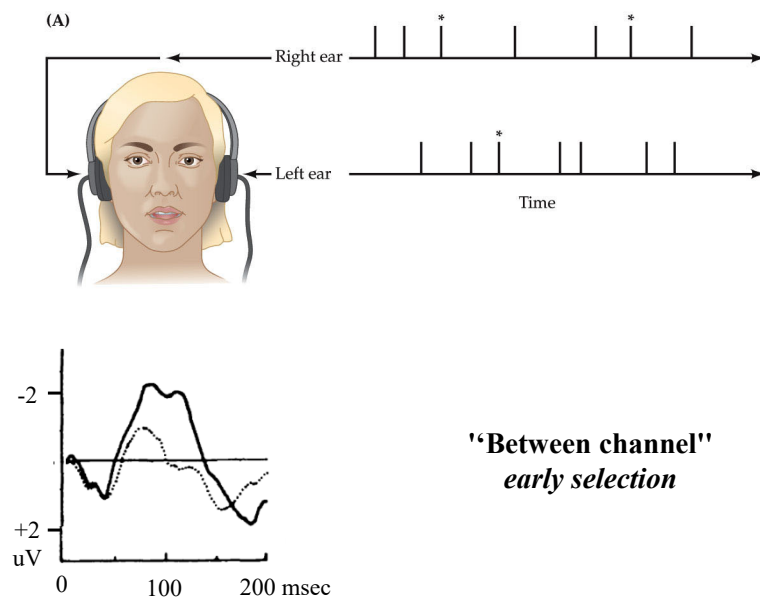 (A)
* *
Right ear
*
Left ear
Time
-2
+2
uV
0 100 200 msec
"“Between channel"
early selection